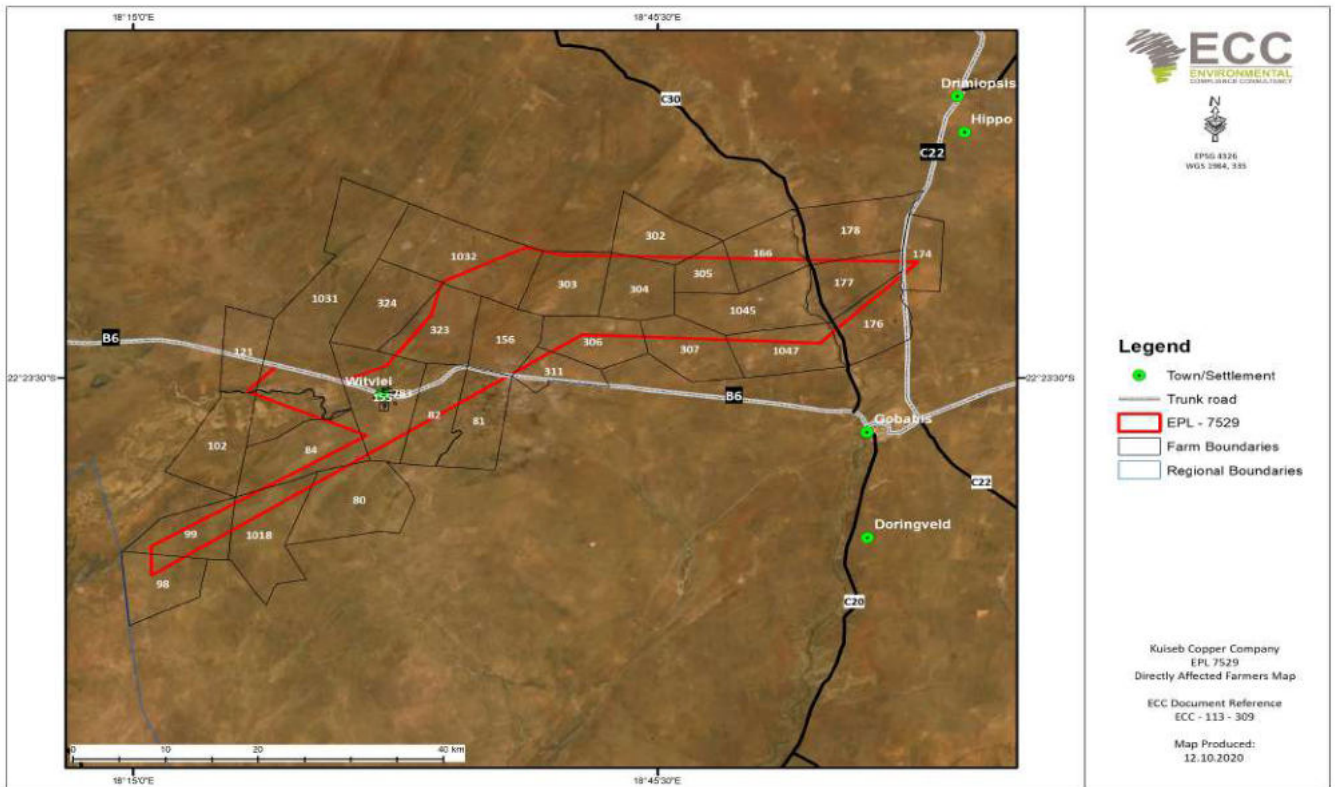 18°15'0"E
18°45'30"E
Drimiopsis
C30
Hippo
C22
302
178
1032
166
174
305
303
304
177
1031
324
1045
323
156
176
B6
306
307
1047
121
22°23'30"S
22°23'30"S
311
Witvlei
155
783
B6
82
81
Gobabis
102
84
80
C22
99
1018
Doringveld
98
C20
0
10
20
40 km
18°15'0"E
18°45'30"E
ECC
ENVIRONMENTAL
COMPLIANCE CONSULTANCY
N
EPSG 4326
Legend
Town/Settlement
Trunk road
EPL - 7529
Farm Boundaries
Regional Boundaries
Kuiseb Copper Company
EPL 7529
Directly Affected Farmers Map
ECC Document Reference
ECC - 113 - 309
Map Produced:
12.10.2020